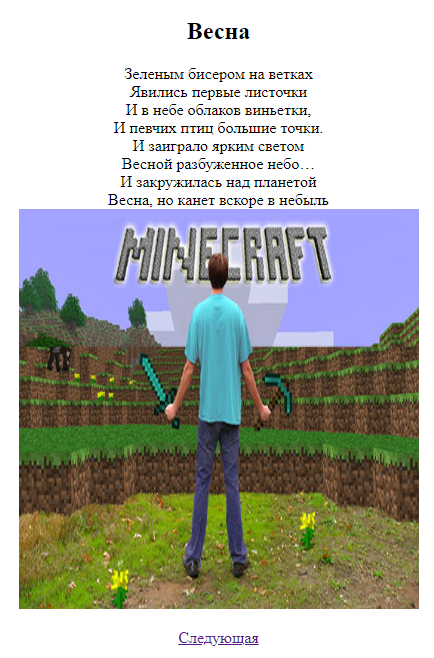 Весна
Зеленым бисером на ветках
Явились первые листочки
И в небе облаков виньетки,
И певчих птиц большие точки.
И заиграло ярким светом
Весной разбуженное небо…
И закружилась над планетой
Весна, но канет вскоре в небыль
MINECRAFT
Следующая